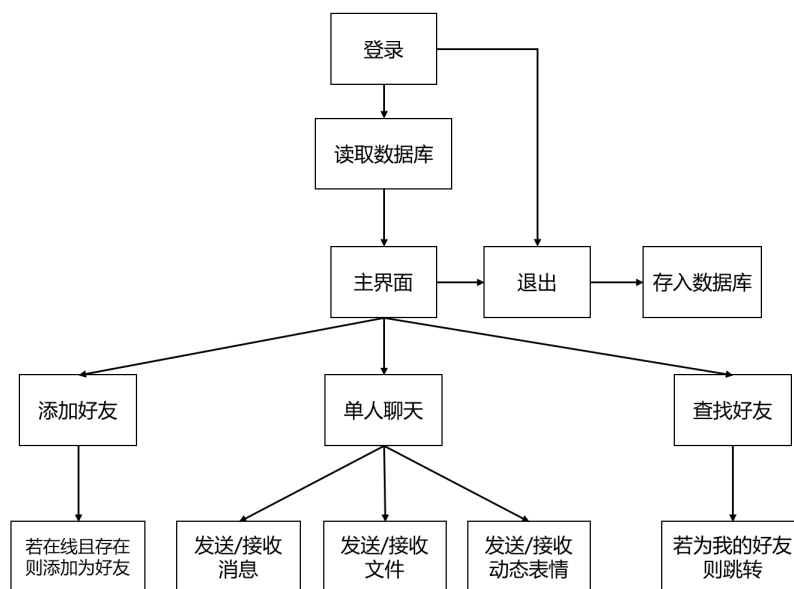 登录
读取数据库
主界面
退出
存入数据库
添加好友
单人聊天
查找好友
若在线且存在
则添加为好友
发送/接收
消息
发送/接收
文件
发送/接收
动态表情
若为我的好友
则跳转